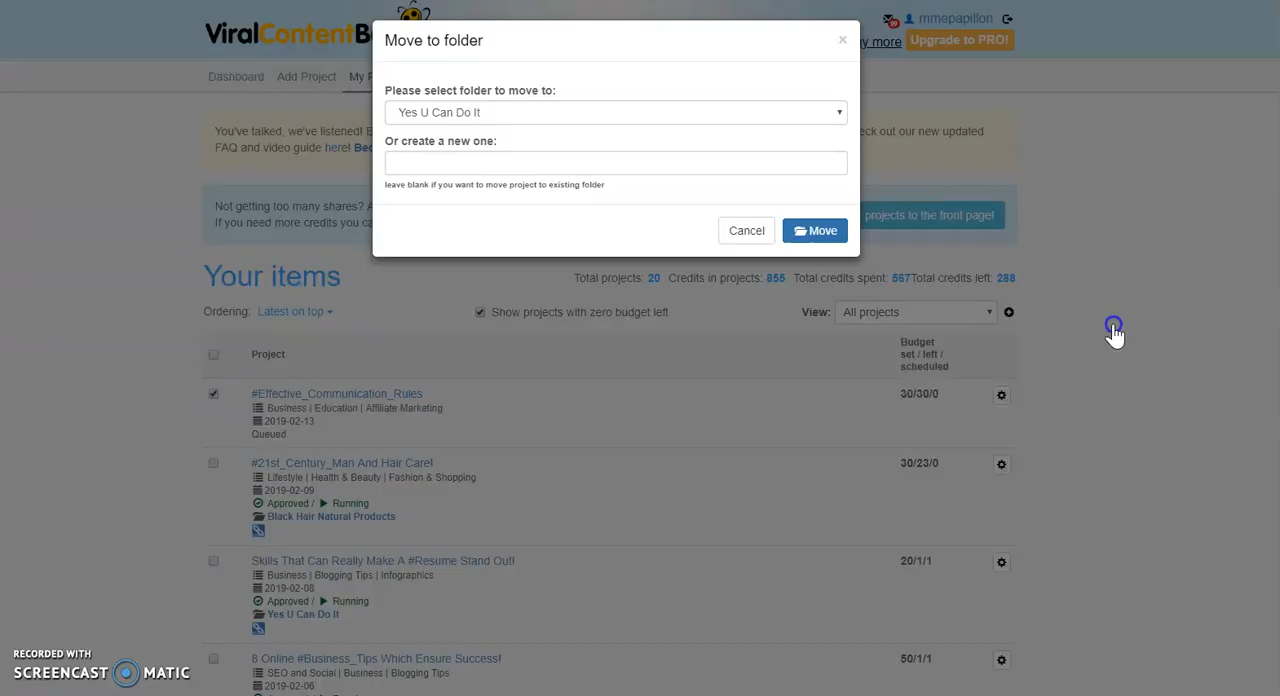 ViralContentB
mmepapillon
99
y more
Upgrade to PRO!
Dashboard Add Project My P
Move to folder
×
Please select folder to move to:
Yes U Can Do It
Or create a new one:
leave blank if you want to move project to existing folder
Cancel
Move
You've talked, we've listened! B
eck out our new updated
FAQ and video guide here! Bec
Not getting too many shares? A
If you need more credits you ca
projects to the front page!
Your items
Total projects: 20 Credits in projects: 855 Total credits spent: 567Total credits left: 288
Ordering: Latest on top
Show projects with zero budget left
View: All projects
Project
Budget
set / left /
scheduled
#Effective_Communication_Rules
30/30/0
Business | Education | Affiliate Marketing
2019-02-13
Queued
#21st_Century_Man And Hair Care!
30/23/0
Lifestyle | Health & Beauty | Fashion & Shopping
2019-02-09
Approved / Running
Black Hair Natural Products
Skills That Can Really Make A #Resume Stand Out!
20/1/1
Business | Blogging Tips | Infographics
2019-02-08
Approved / Running
Yes U Can Do It
8 Online #Business_Tips Which Ensure Success!
50/1/1
SEO and Social | Business | Blogging Tips
2019-02-06
RECORDED WITH
SCREENCAST MATIC